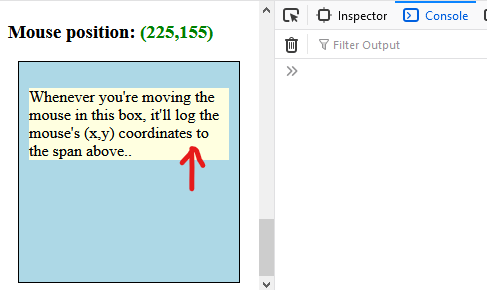 Mouse position: (225,155)
Whenever you're moving the
mouse in this box, it'll log the
mouse's (x,y) coordinates to
the span above..
Inspector
Console
Filter Output